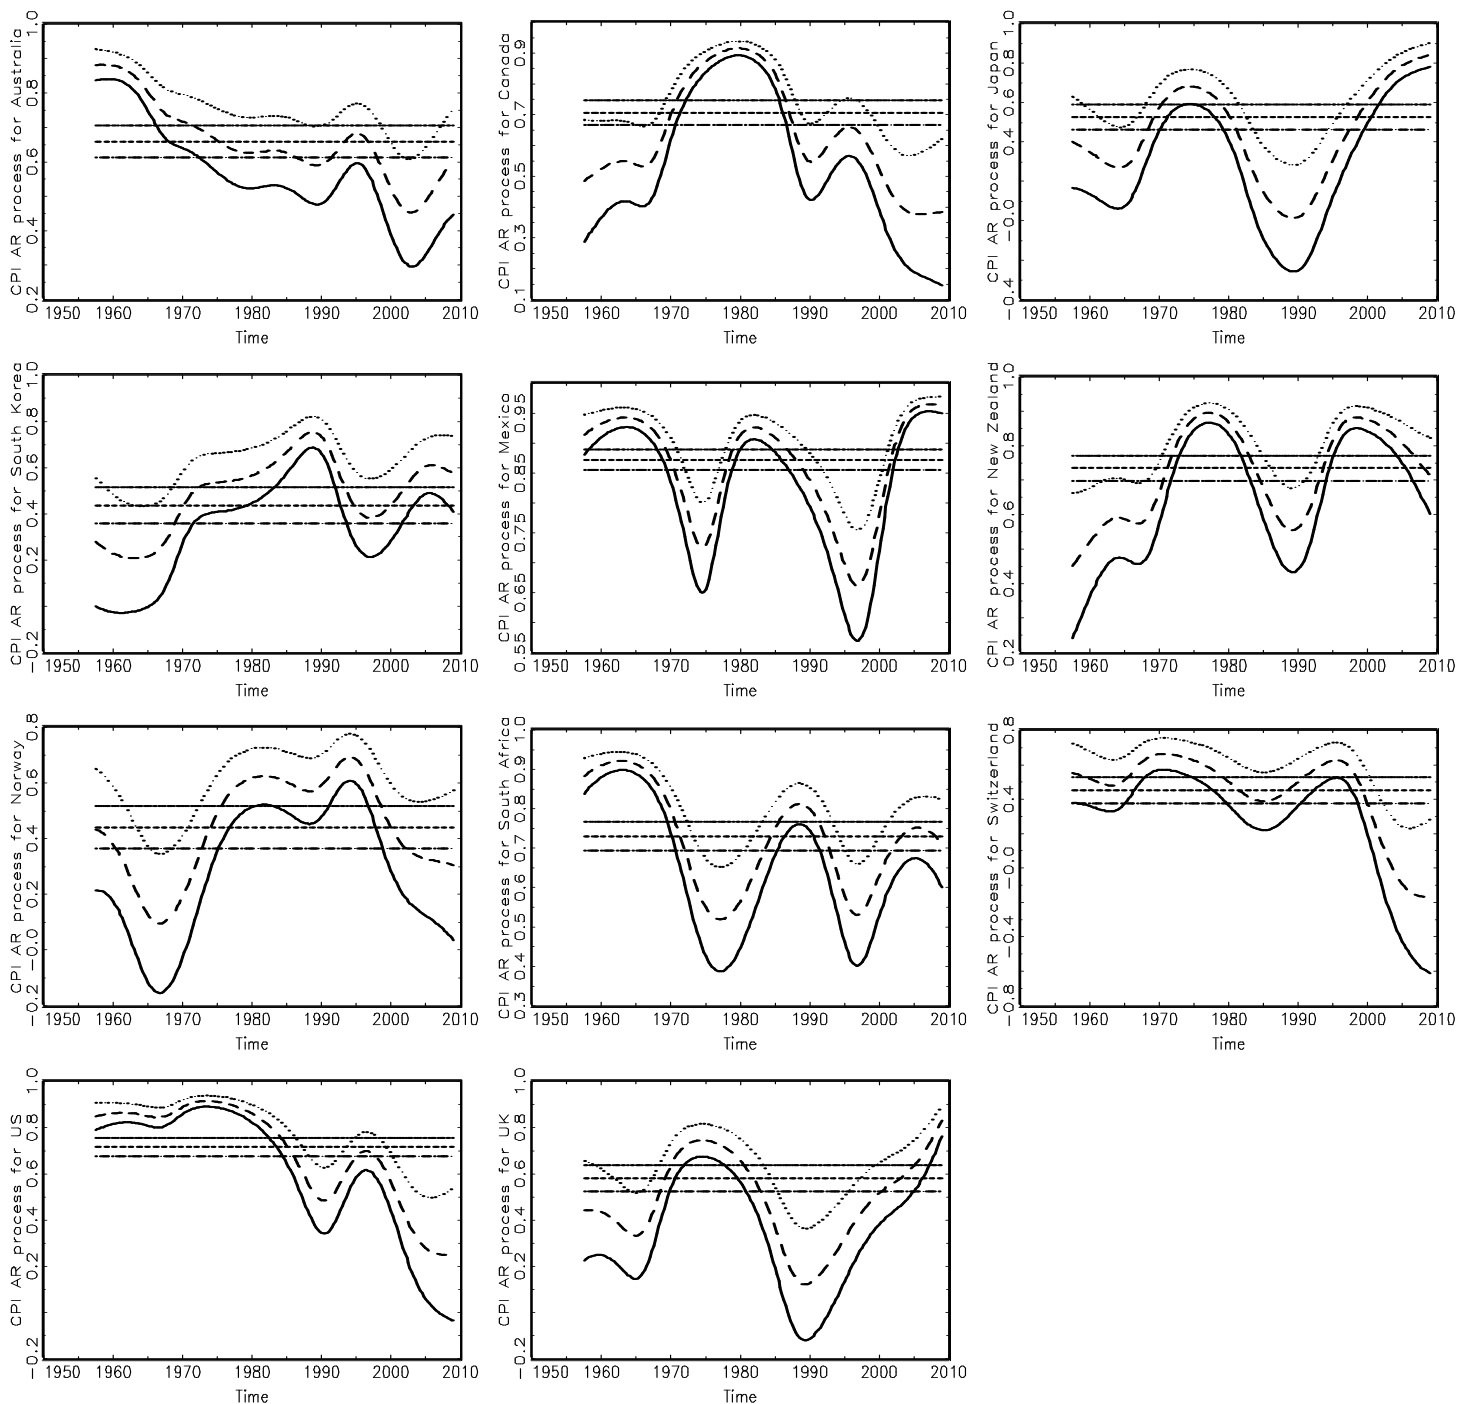 CPI AR process for Australia
0.2 0.4 0.6 0.8 1.0
1950 1960 1970 1980 1990 2000 2010
Time
CPI AR process for Canada
0.1 0.3 0.5 0.7 0.9
1950 1960 1970 1980 1990 2000 2010
Time
CPI AR process for Japan
−0.4 −0.0 0.4 0.6 0.8 1.0
1950 1960 1970 1980 1990 2000 2010
Time
CPI AR process for South Korea
−0.2 0.2 0.4 0.6 0.8 1.0
1950 1960 1970 1980 1990 2000 2010
Time
CPI AR process for Mexica
0.55 0.65 0.75 0.85 0.95
1950 1960 1970 1980 1990 2000 2010
Time
CPI AR process for New Zealand
0.2 0.4 0.6 0.8 1.0
1950 1960 1970 1980 1990 2000 2010
Time
CPI AR process for Norway
−0.2 −0.0 0.2 0.4 0.6 0.8
1950 1960 1970 1980 1990 2000 2010
Time
CPI AR process for South Africa
0.3 0.4 0.5 0.6 0.7 0.8 0.9 1.0
1950 1960 1970 1980 1990 2000 2010
Time
CPI AR process for Switzerland
−0.8 −0.4 −0.0 0.4 0.8
1950 1960 1970 1980 1990 2000 2010
Time
CPI AR process for US
−0.2 0.2 0.4 0.6 0.8 1.0
1950 1960 1970 1980 1990 2000 2010
Time
CPI AR process for UK
−0.2 0.2 0.4 0.6 0.8 1.0
1950 1960 1970 1980 1990 2000 2010
Time